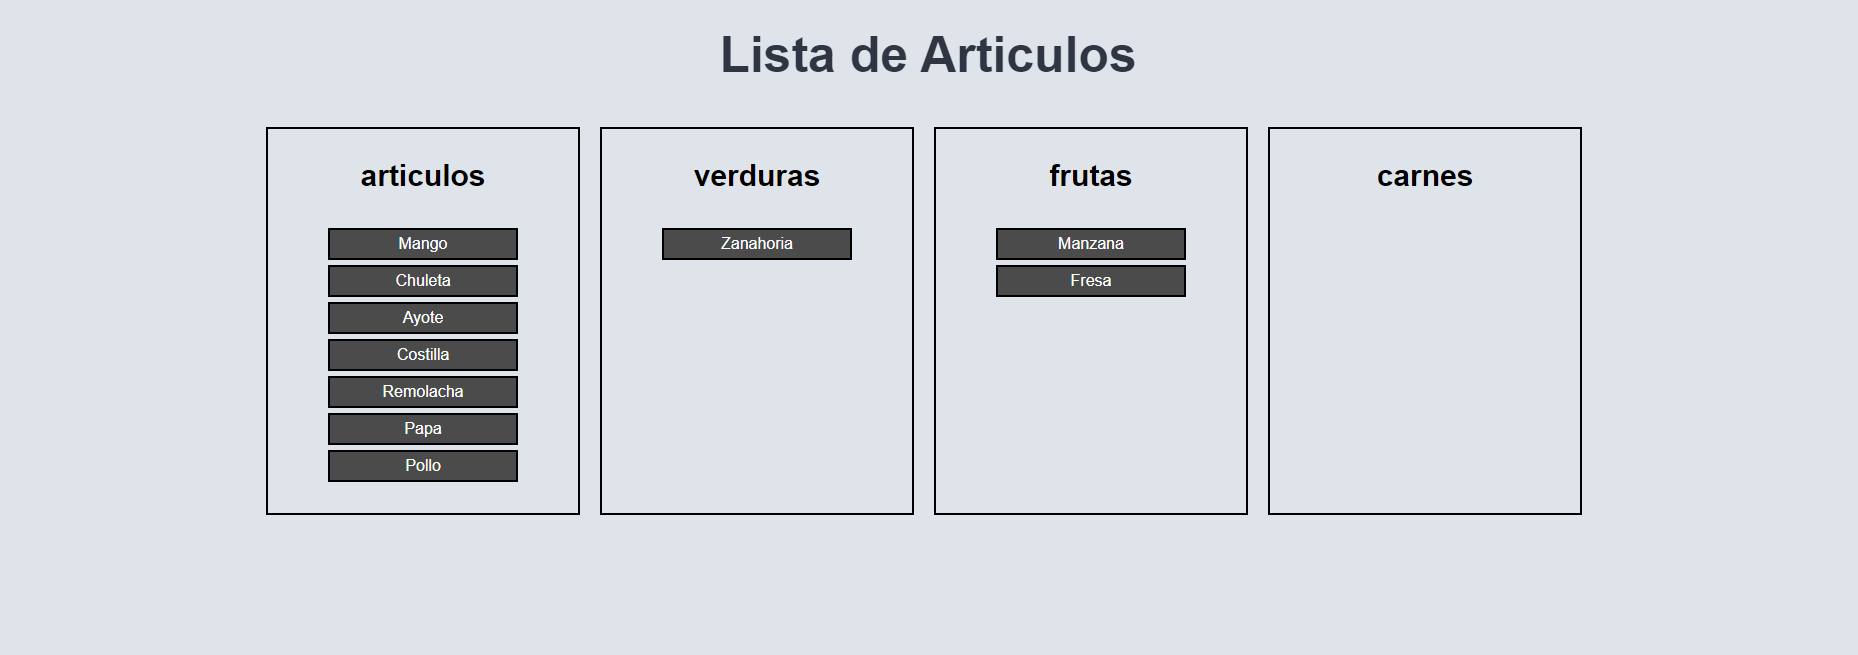 Lista de Articulos
articulos
Mango
Chuleta
Ayote
Costilla
Remolacha
Papa
Pollo
verduras
Zanahoria
frutas
Manzana
Fresa
carnes